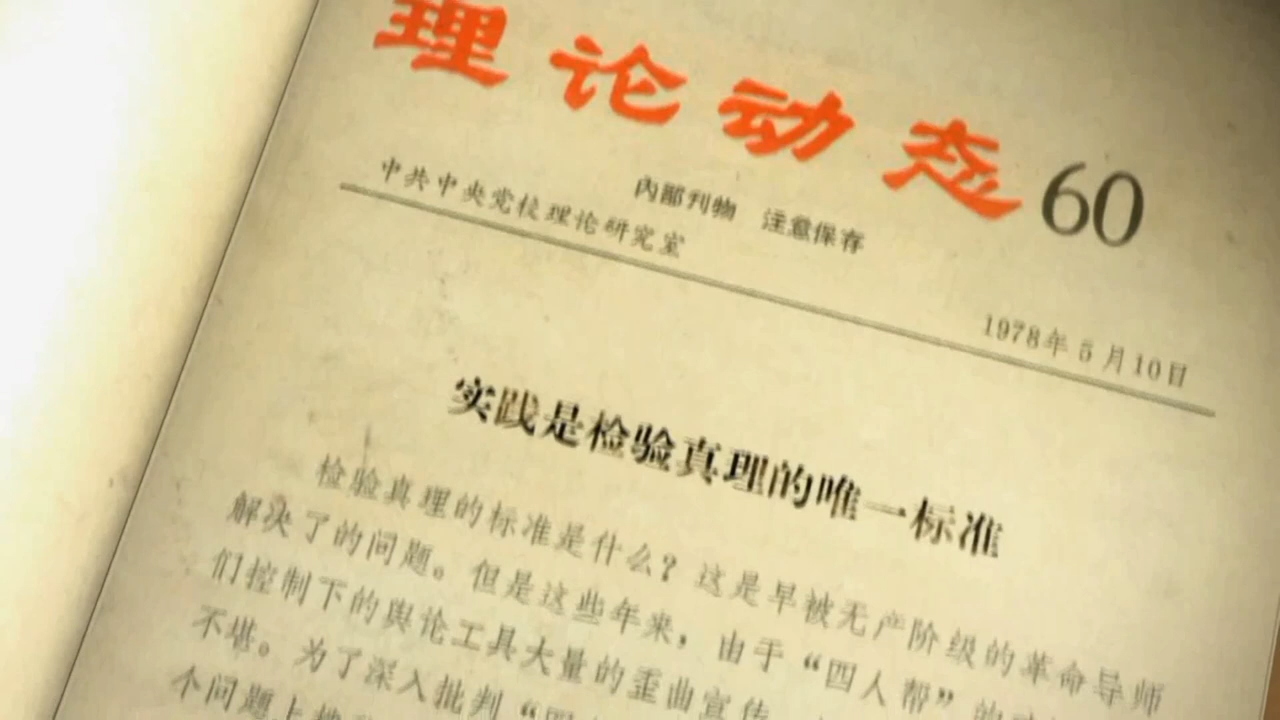 理论动态60
内部刊物 注意保存
中共中央党校理论研究室
1978年5月10日
实践是检验真理的唯一标准
检验真理的标准是什么?这是早被无产阶级的革命导师
解决了的问题。但是这些年来,由于“四人帮”的
们控制下的舆论工具大量的歪曲宣传
不堪。为了深入批判“四
个问题上